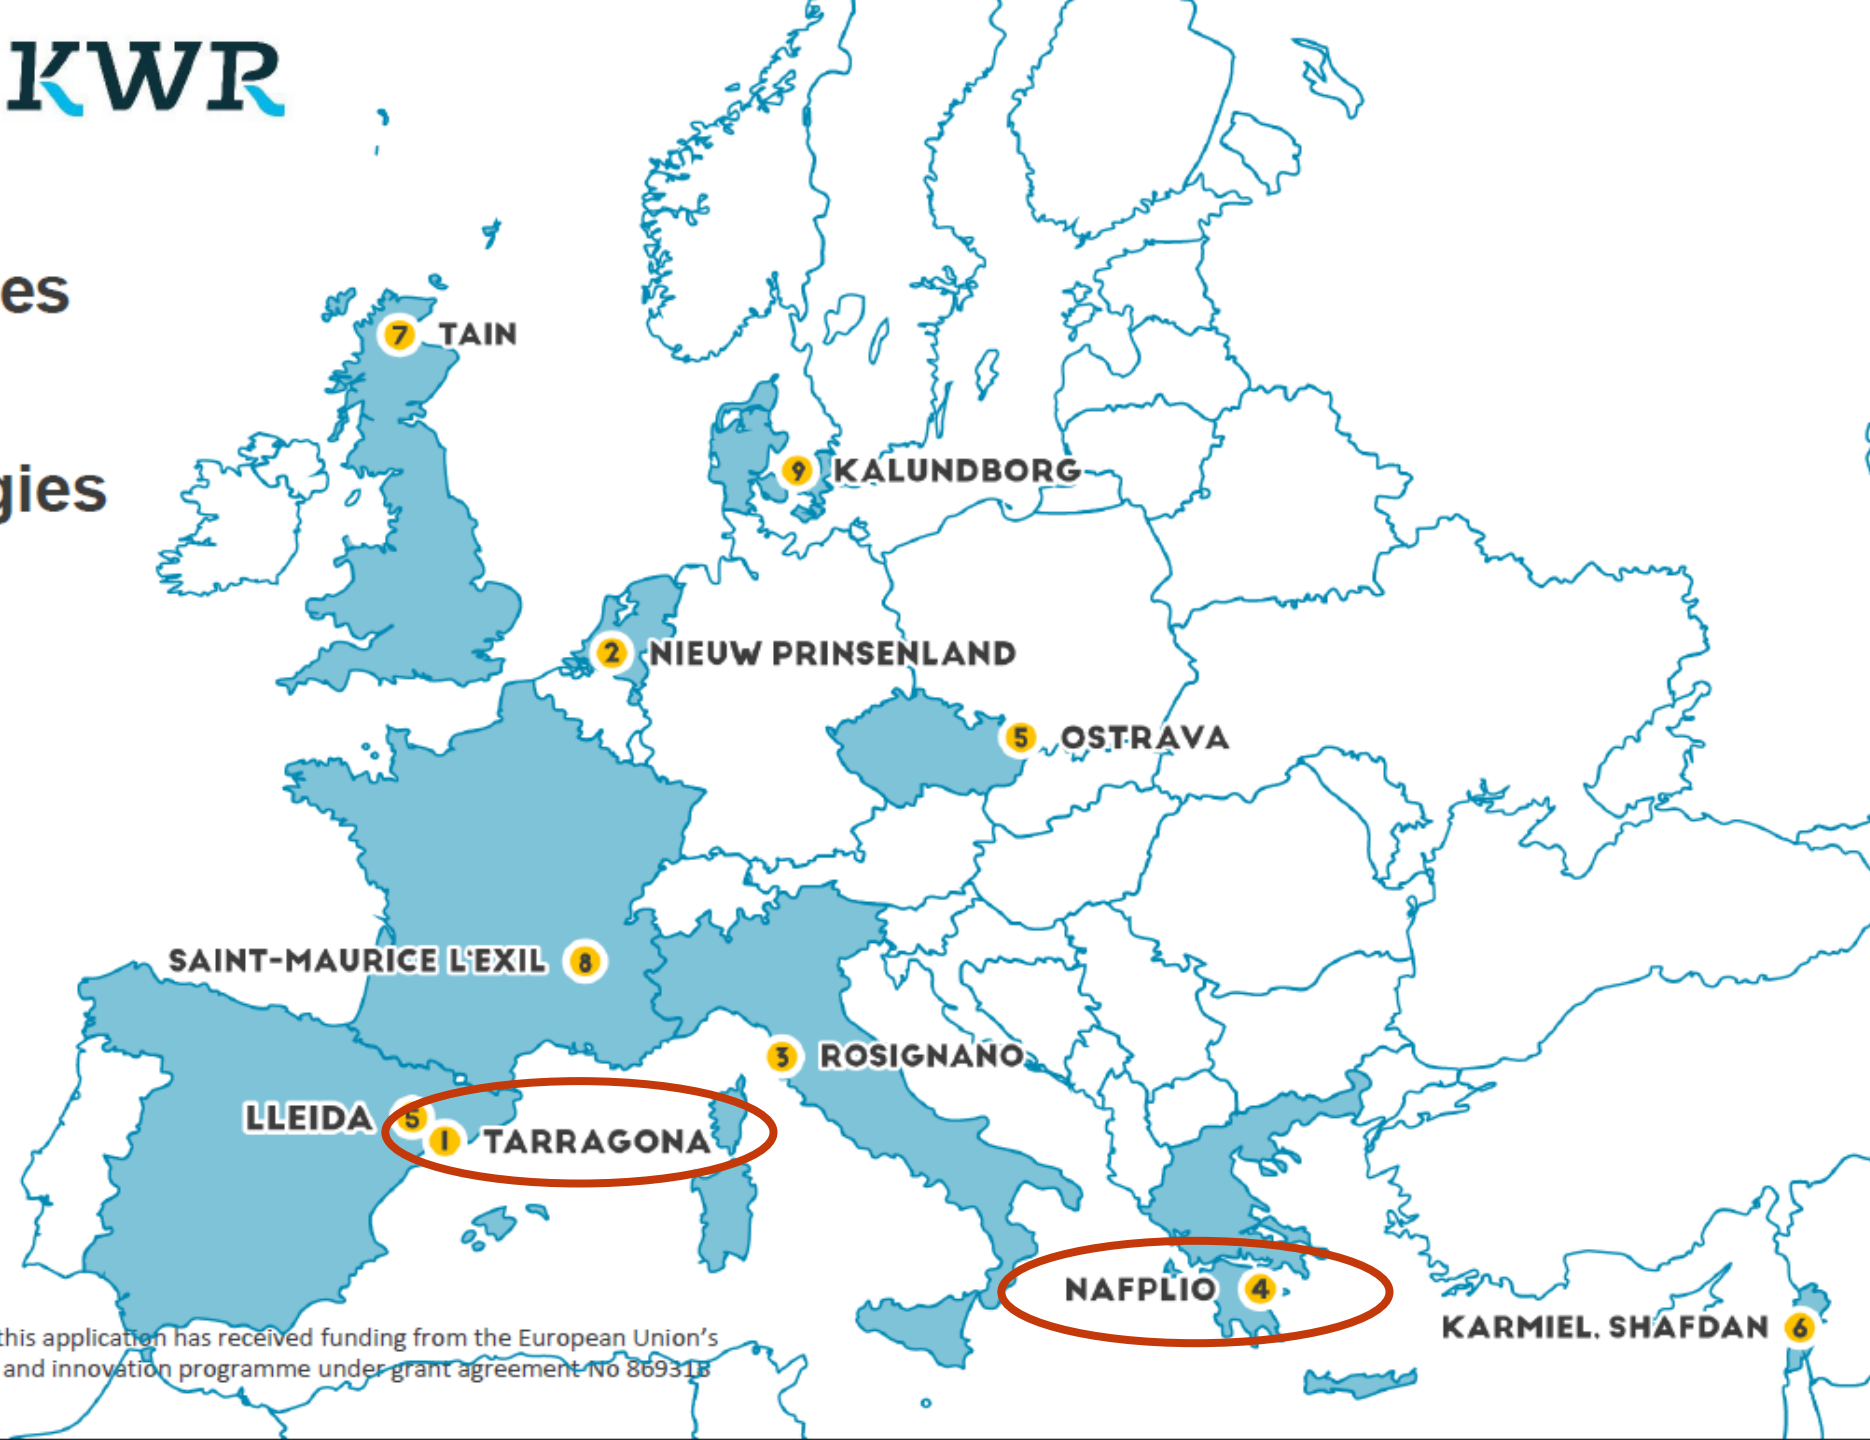 KWR
es
gies
7 TAIN
9 KALUNDBORG
2 NIEUW PRINSENLAND
5 OSTRAVA
SAINT-MAURICE L'EXIL 8
3 ROSIGNANO
LLEIDA 5
1 TARRAGONA
NAFPLIO 4
KARMIEL. SHAFDAN 6
this application has received funding from the European Union's
and innovation programme under grant agreement No 869318